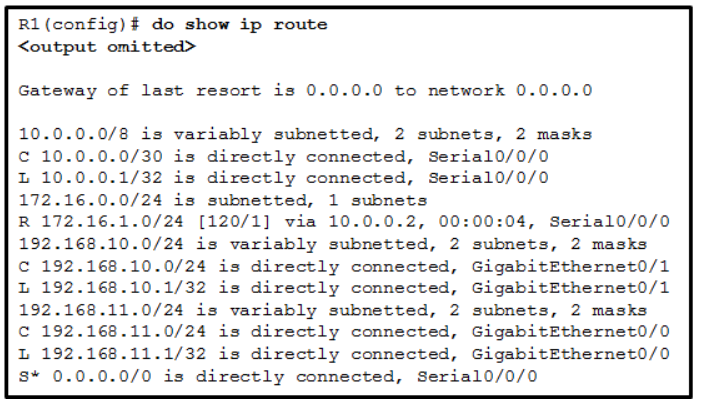 R1(config)# do show ip route
<output omitted>
Gateway of last resort is 0.0.0.0 to network 0.0.0.0
10.0.0.0/8 is variably subnetted, 2 subnets, 2 masks
C 10.0.0.0/30 is directly connected, Serial0/0/0
L 10.0.0.1/32 is directly connected, Serial0/0/0
172.16.0.0/24 is subnetted, 1 subnets
R 172.16.1.0/24 [120/1] via 10.0.0.2, 00:00:04, Serial0/0/0
192.168.10.0/24 is variably subnetted, 2 subnets, 2 masks
C 192.168.10.0/24 is directly connected, GigabitEthernet0/1
L 192.168.10.1/32 is directly connected, GigabitEthernet0/1
192.168.11.0/24 is variably subnetted, 2 subnets, 2 masks
C 192.168.11.0/24 is directly connected, GigabitEthernet0/0
L 192.168.11.1/32 is directly connected, GigabitEthernet0/0
S* 0.0.0.0/0 is directly connected, Serial0/0/0